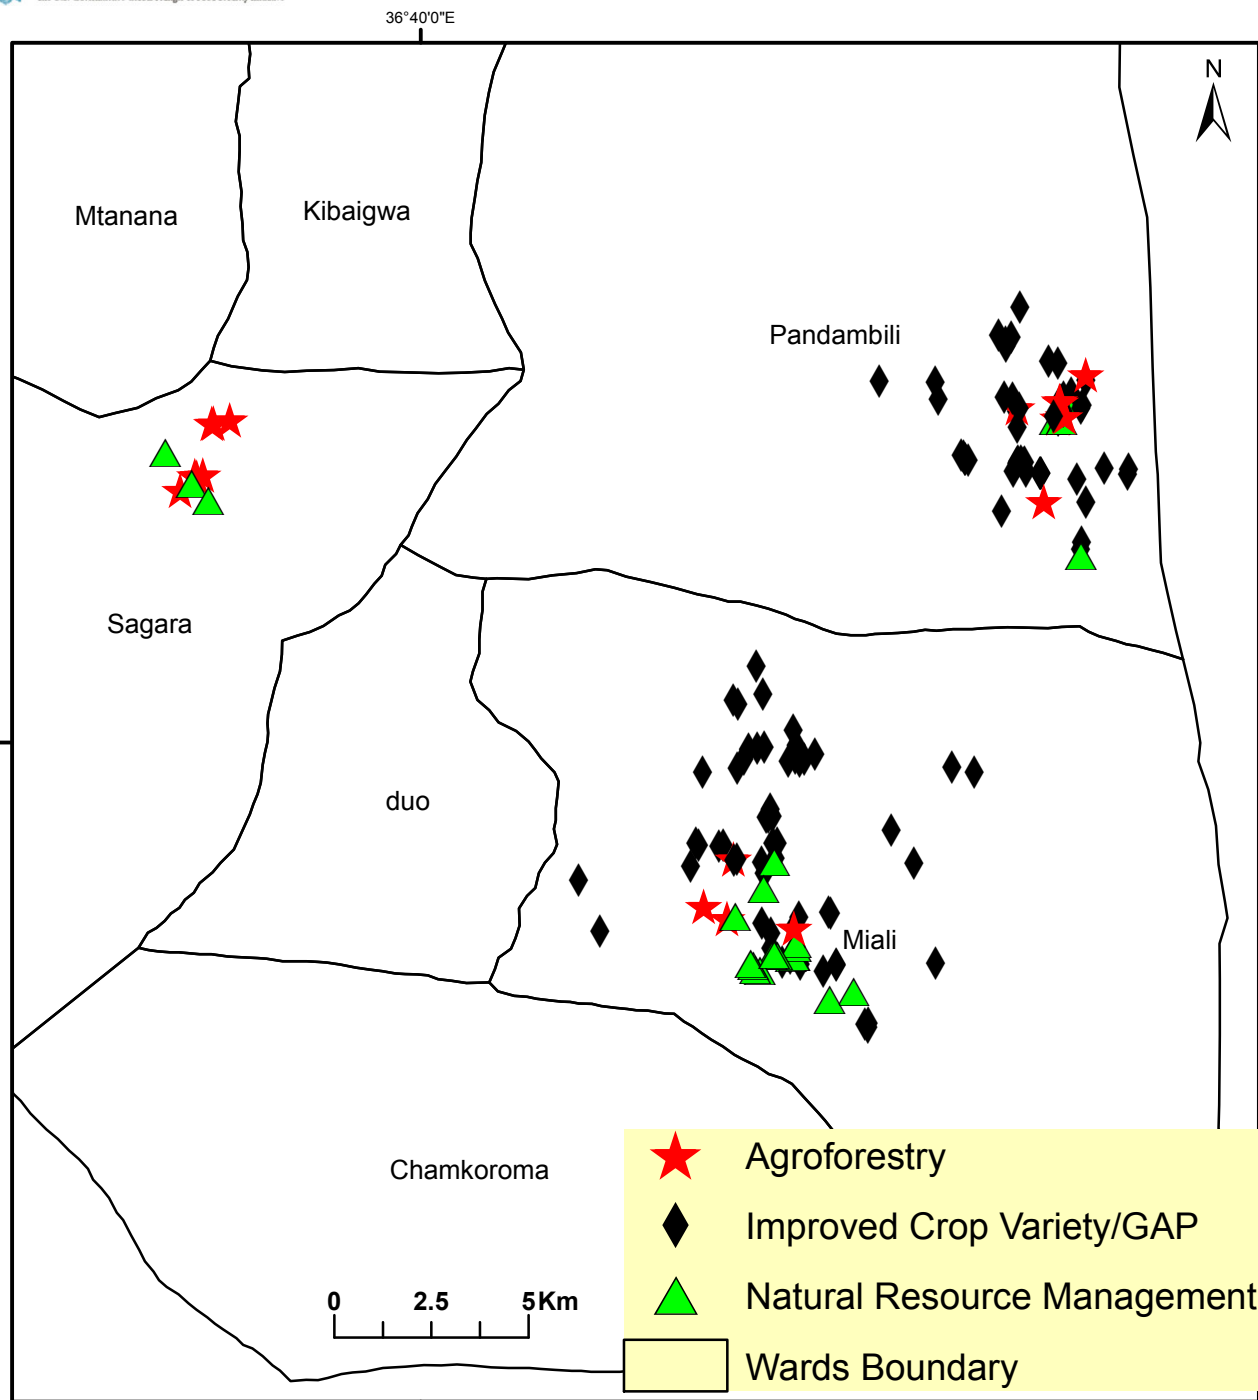 36°40'0"E
N
Mtanana
Kibaigwa
Pandambili
Sagara
duo
Miali
Chamkoroma
0 2.5 5Km
Agroforestry
Improved Crop Variety/GAP
Natural Resource Management
Wards Boundary